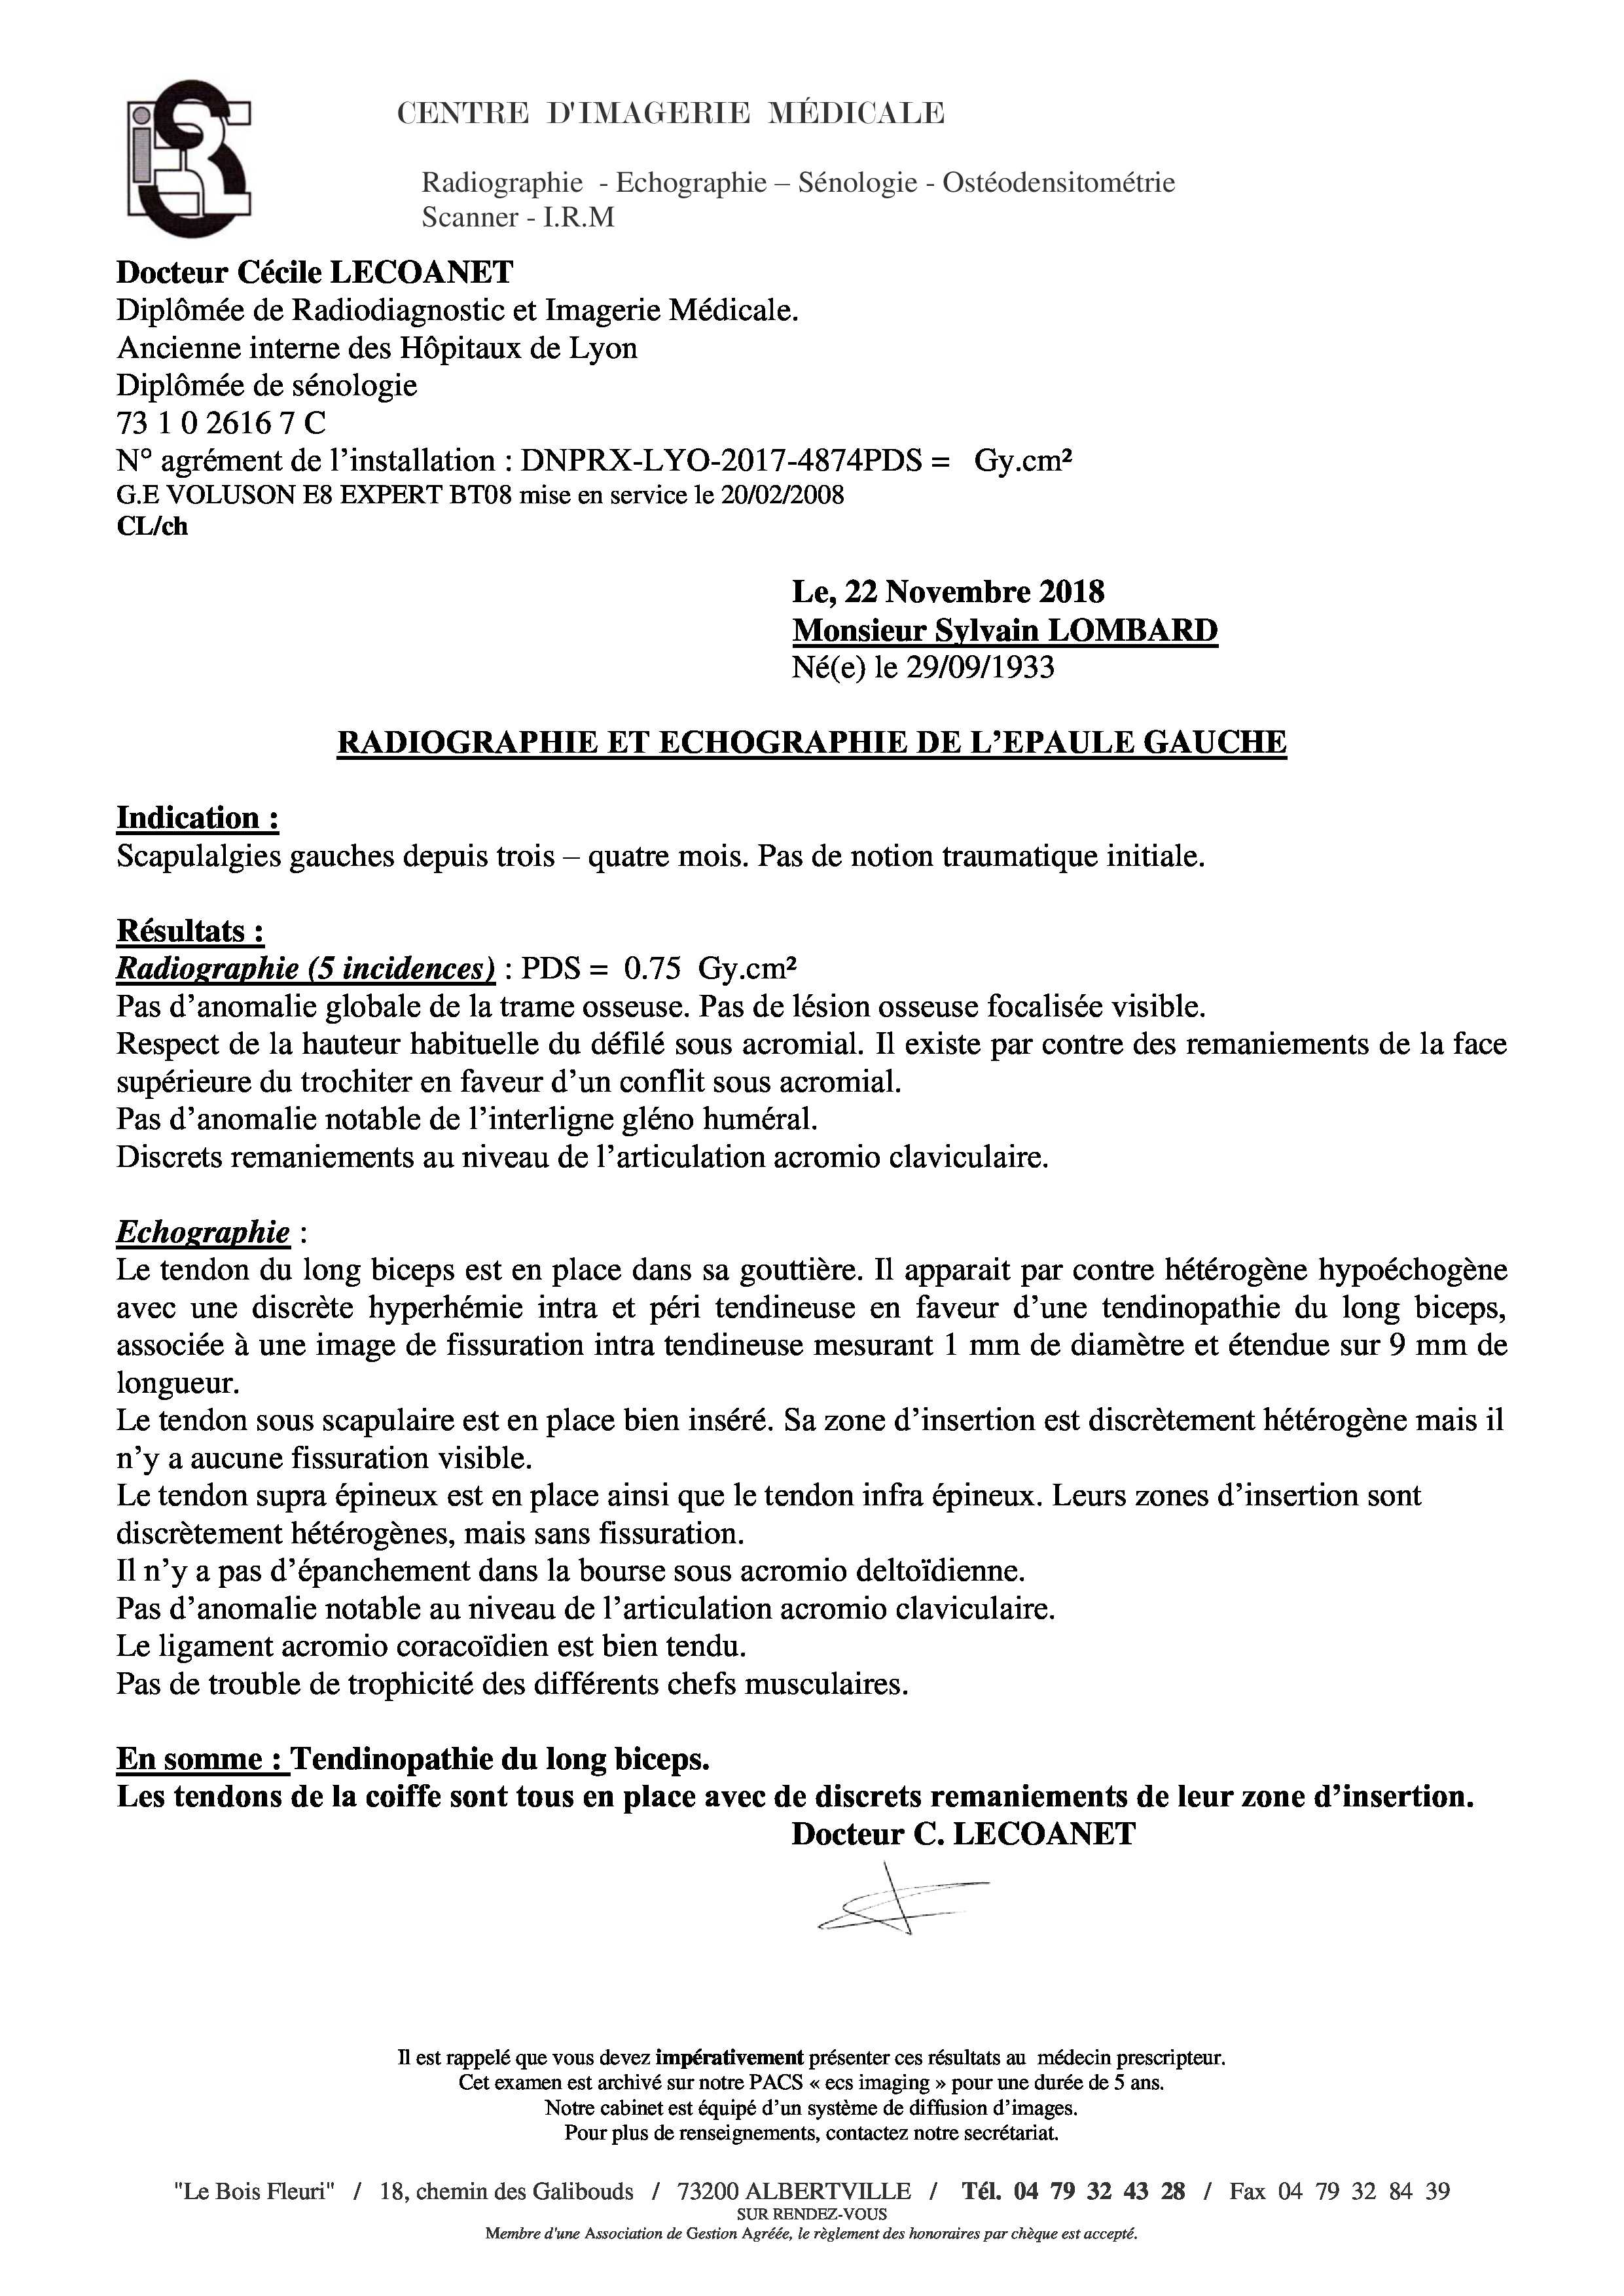 CENTRE D'IMAGERIE MÉDICALE
Radiographie - Echographie – Sénologie - Ostéodensitométrie
Scanner - I.R.M
Docteur Cécile LECOANET
Diplômée de Radiodiagnostic et Imagerie Médicale.
Ancienne interne des Hôpitaux de Lyon
Diplômée de sénologie
73 1 0 2616 7 C
N° agrément de l’installation : DNPRX-LYO-2017-4874PDS = Gy.cm²
G.E VOLUSON E8 EXPERT BT08 mise en service le 20/02/2008
CL/ch
Le, 22 Novembre 2018
Monsieur Sylvain LOMBARD
Né(e) le 29/09/1933
RADIOGRAPHIE ET ECHOGRAPHIE DE L’EPAULE GAUCHE
Indication :
Scapulalgies gauches depuis trois – quatre mois. Pas de notion traumatique initiale.
Résultats :
Radiographie (5 incidences) : PDS = 0.75 Gy.cm²
Pas d’anomalie globale de la trame osseuse. Pas de lésion osseuse focalisée visible.
Respect de la hauteur habituelle du défilé sous acromial. Il existe par contre des remaniements de la face
supérieure du trochiter en faveur d’un conflit sous acromial.
Pas d’anomalie notable de l’interligne gléno huméral.
Discrets remaniements au niveau de l’articulation acromio claviculaire.
Echographie :
Le tendon du long biceps est en place dans sa gouttière. Il apparait par contre hétérogène hypoéchogène
avec une discrète hyperhémie intra et péri tendineuse en faveur d’une tendinopathie du long biceps,
associée à une image de fissuration intra tendineuse mesurant 1 mm de diamètre et étendue sur 9 mm de
longueur.
Le tendon sous scapulaire est en place bien inséré. Sa zone d’insertion est discrètement hétérogène mais il
n’y a aucune fissuration visible.
Le tendon supra épineux est en place ainsi que le tendon infra épineux. Leurs zones d’insertion sont
discrètement hétérogènes, mais sans fissuration.
Il n’y a pas d’épanchement dans la bourse sous acromio deltoïdienne.
Pas d’anomalie notable au niveau de l’articulation acromio claviculaire.
Le ligament acromio coracoïdien est bien tendu.
Pas de trouble de trophicité des différents chefs musculaires.
En somme : Tendinopathie du long biceps.
Les tendons de la coiffe sont tous en place avec de discrets remaniements de leur zone d’insertion.
Docteur C. LECOANET
Il est rappelé que vous devez impérativement présenter ces résultats au médecin prescripteur.
Cet examen est archivé sur notre PACS « ecs imaging » pour une durée de 5 ans.
Notre cabinet est équipé d’un système de diffusion d’images.
Pour plus de renseignements, contactez notre secrétariat.
"Le Bois Fleuri" / 18, chemin des Galibouds / 73200 ALBERTVILLE / Tél. 04 79 32 43 28 / Fax 04 79 32 84 39
SUR RENDEZ-VOUS
Membre d'une Association de Gestion Agréée, le règlement des honoraires par chèque est accepté.